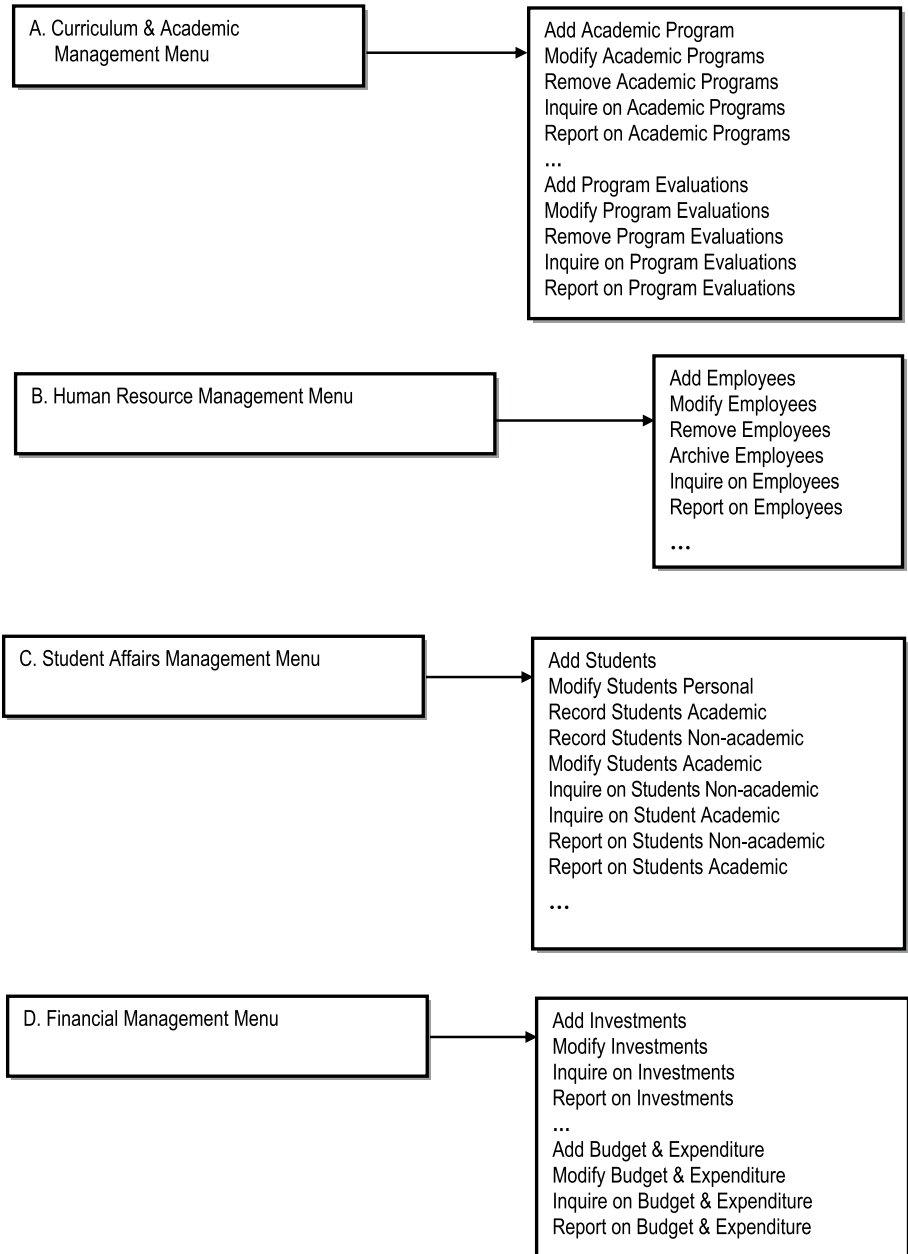 A. Curriculum & Academic
Management Menu
Add Academic Program
Modify Academic Programs
Remove Academic Programs
Inquire on Academic Programs
Report on Academic Programs
...
Add Program Evaluations
Modify Program Evaluations
Remove Program Evaluations
Inquire on Program Evaluations
Report on Program Evaluations
B. Human Resource Management Menu
Add Employees
Modify Employees
Remove Employees
Archive Employees
Inquire on Employees
Report on Employees
...
C. Student Affairs Management Menu
Add Students
Modify Students Personal
Record Students Academic
Record Students Non-academic
Modify Students Academic
Inquire on Students Non-academic
Inquire on Student Academic
Report on Students Non-academic
Report on Students Academic
...
D. Financial Management Menu
Add Investments
Modify Investments
Inquire on Investments
Report on Investments
...
Add Budget & Expenditure
Modify Budget & Expenditure
Inquire on Budget & Expenditure
Report on Budget & Expenditure